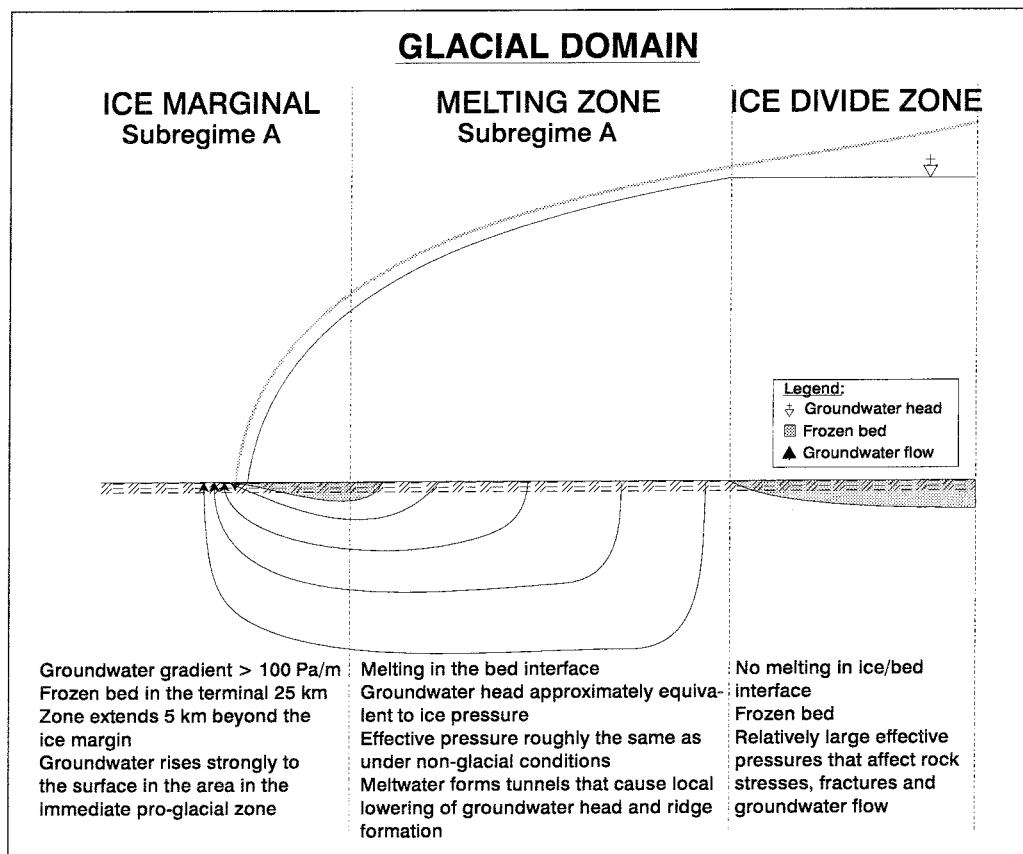 GLACIAL DOMAIN
ICE MARGINAL
Subregime A
MELTING ZONE
Subregime A
ICE DIVIDE ZONE
Legend:
Groundwater head
Frozen bed
Groundwater flow
Groundwater gradient > 100 Pa/m
Frozen bed in the terminal 25 km
Zone extends 5 km beyond the
ice margin
Groundwater rises strongly to
the surface in the area in the
immediate pro-glacial zone
Melting in the bed interface
Groundwater head approximately equiva-
lent to ice pressure
Effective pressure roughly the same as
under non-glacial conditions
Meltwater forms tunnels that cause local
lowering of groundwater head and ridge
formation
No melting in ice/bed
interface
Frozen bed
Relatively large effective
pressures that affect rock
stresses, fractures and
groundwater flow